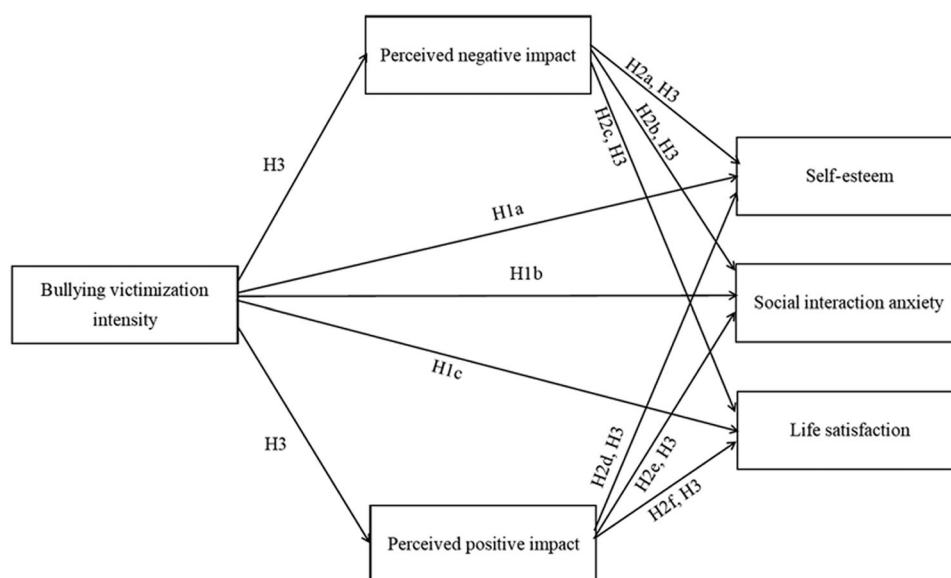 Perceived negative impact
H2a, H3
H2b, H3
H2c, H3
H3
Self-esteem
H1a
Bullying victimization
intensity
H1b
Social interaction anxiety
H1c
Life satisfaction
H3
H2d, H3
H2e, H3
H2f, H3
Perceived positive impact